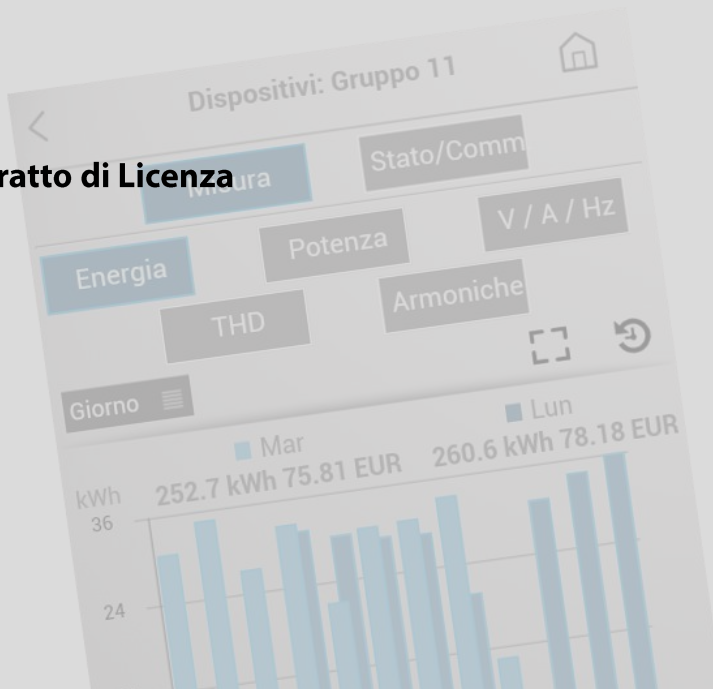 Dispositivi: Gruppo 11
ratto di Licenza
Misura
Stato/Comm
Energia
Potenza
V / A / Hz
THD
Armoniche
Giorno
Mar
Lun
252.7 kWh 75.81 EUR
260.6 kWh 78.18 EUR
kWh
36
24